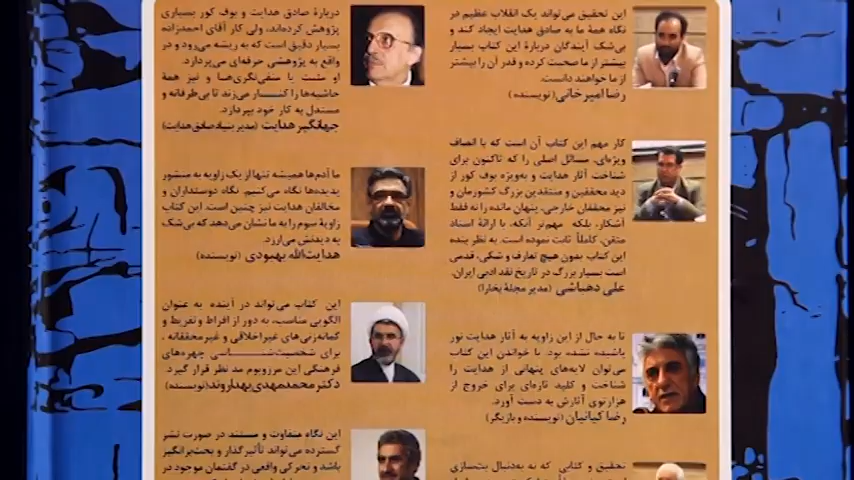 این تحقیق می‌تواند یک انقلاب عظیم در
نگاه همهٔ ما به صادق هدایت ایجاد کند و
بی‌شک آیندگان دربارهٔ این کتاب بسیار
بیشتر از ما صحبت کرده و قدر آن را بیشتر
از ما خواهند دانست.
رضا امیرخانی(نویسنده)
کار مهم این کتاب آن است که با انصاف
ویژه‌ای، مسائل اصلی را که تاکنون برای
شناخت آثار هدایت و به‌ویژه بوف کور از
دید محققین و منتقدین بزرگ کشورمان و
نیز محققان خارجی، پنهان مانده را نه فقط
آشکار، بلکه مهم‌تر آنکه، با ارائهٔ اسناد
متقن، کاملاً ثابت نموده است. به نظر بنده
این کتاب بدون هیچ تعارف و شکی، قدمی
است بسیار بزرگ در تاریخ نقد ادبی ایران.
علی دهباشی (مدیر مجلهٔ بخارا)
تا به حال از این زاویه به آثار هدایت نور
پاشیده نشده بود. با خواندن این کتاب
می‌توان لایه‌های پنهانی از هدایت را
شناخت و کلید تازه‌ای برای خروج از
هزارتوی آثارش به دست آورد.
رضا کیانیان(نویسنده و بازیگر)
تحقیق و کتابی که نه به‌دنبال بت‌سازی
دربارهٔ صادق هدایت و بوف کور بسیاری
پژوهش کرده‌اند، ولی کار آقای احمدزاده
بسیار دقیق است که به ریشه می‌رود و در
واقع به پژوهشی حرفه‌ای می‌پردازد.
او مثبت یا منفی‌نگری‌ها و نیز همهٔ
حاشیه‌ها را کنار می‌زند تا بی‌طرفانه و
مستدل به کار خود بپردازد.
جهانگیر هدایت (مدیر بنیاد صادق هدایت)
ما آدم‌ها همیشه تنها از یک زاویه به منشور
پدیده‌ها نگاه می‌کنیم. نگاه دوستداران و
مخالفان هدایت نیز چنین است. این کتاب
زاویهٔ سوم را به ما نشان می‌دهد که بی‌شک
به دیدنش می‌ارزد.
هدایت‌الله بهبودی (نویسنده)
این کتاب می‌تواند در آینده به عنوان
الگویی مناسب، به دور از افراط و تفریط و
گمانه‌زنی‌های غیراخلاقی و غیرمحققانه ،
برای شخصیت‌شناسی چهره‌های
فرهنگی این مرزوبوم مد نظر قرار گیرد.
دکتر محمدمهدی بهداروند(نویسنده)
این نگاه متفاوت و مستند در صورت نشر
گسترده می‌تواند تأثیرگذار و بحث‌برانگیز
باشد و تحرکی واقعی در گفتمان موجود در